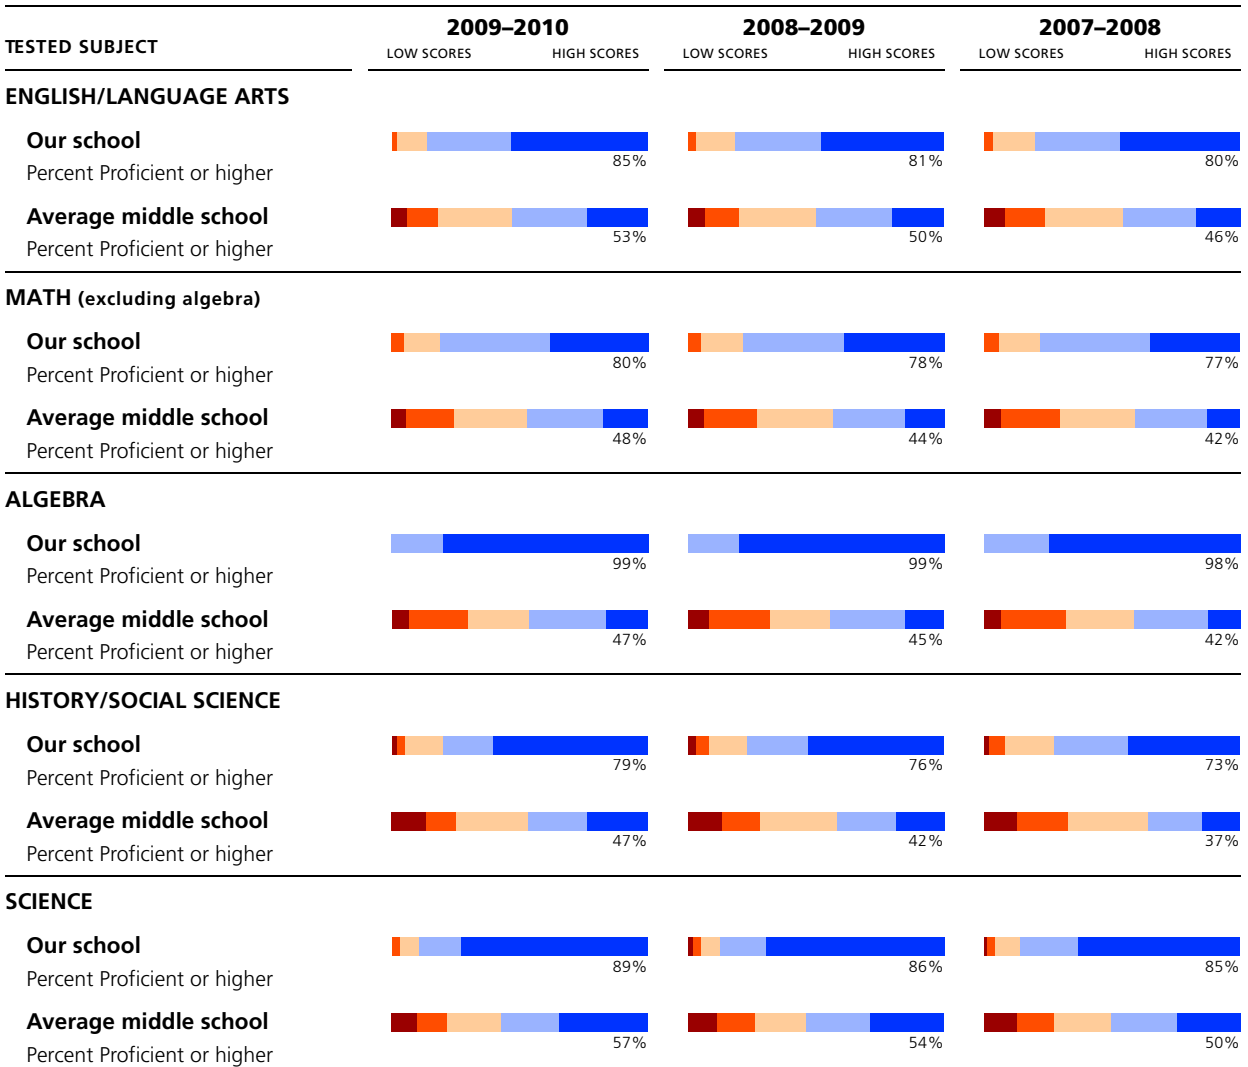 2009–2010 2008–2009 2007–2008
TESTED SUBJECT LOW SCORES HIGH SCORES LOW SCORES HIGH SCORES LOW SCORES HIGH SCORES
ENGLISH/LANGUAGE ARTS
Our school
Percent Proficient or higher 85% 81% 80%
Average middle school
Percent Proficient or higher 53% 50% 46%
MATH (excluding algebra)
Our school
Percent Proficient or higher 80% 78% 77%
Average middle school
Percent Proficient or higher 48% 44% 42%
ALGEBRA
Our school
Percent Proficient or higher 99% 99% 98%
Average middle school
Percent Proficient or higher 47% 45% 42%
HISTORY/SOCIAL SCIENCE
Our school
Percent Proficient or higher 79% 76% 73%
Average middle school
Percent Proficient or higher 47% 42% 37%
SCIENCE
Our school
Percent Proficient or higher 89% 86% 85%
Average middle school
Percent Proficient or higher 57% 54% 50%